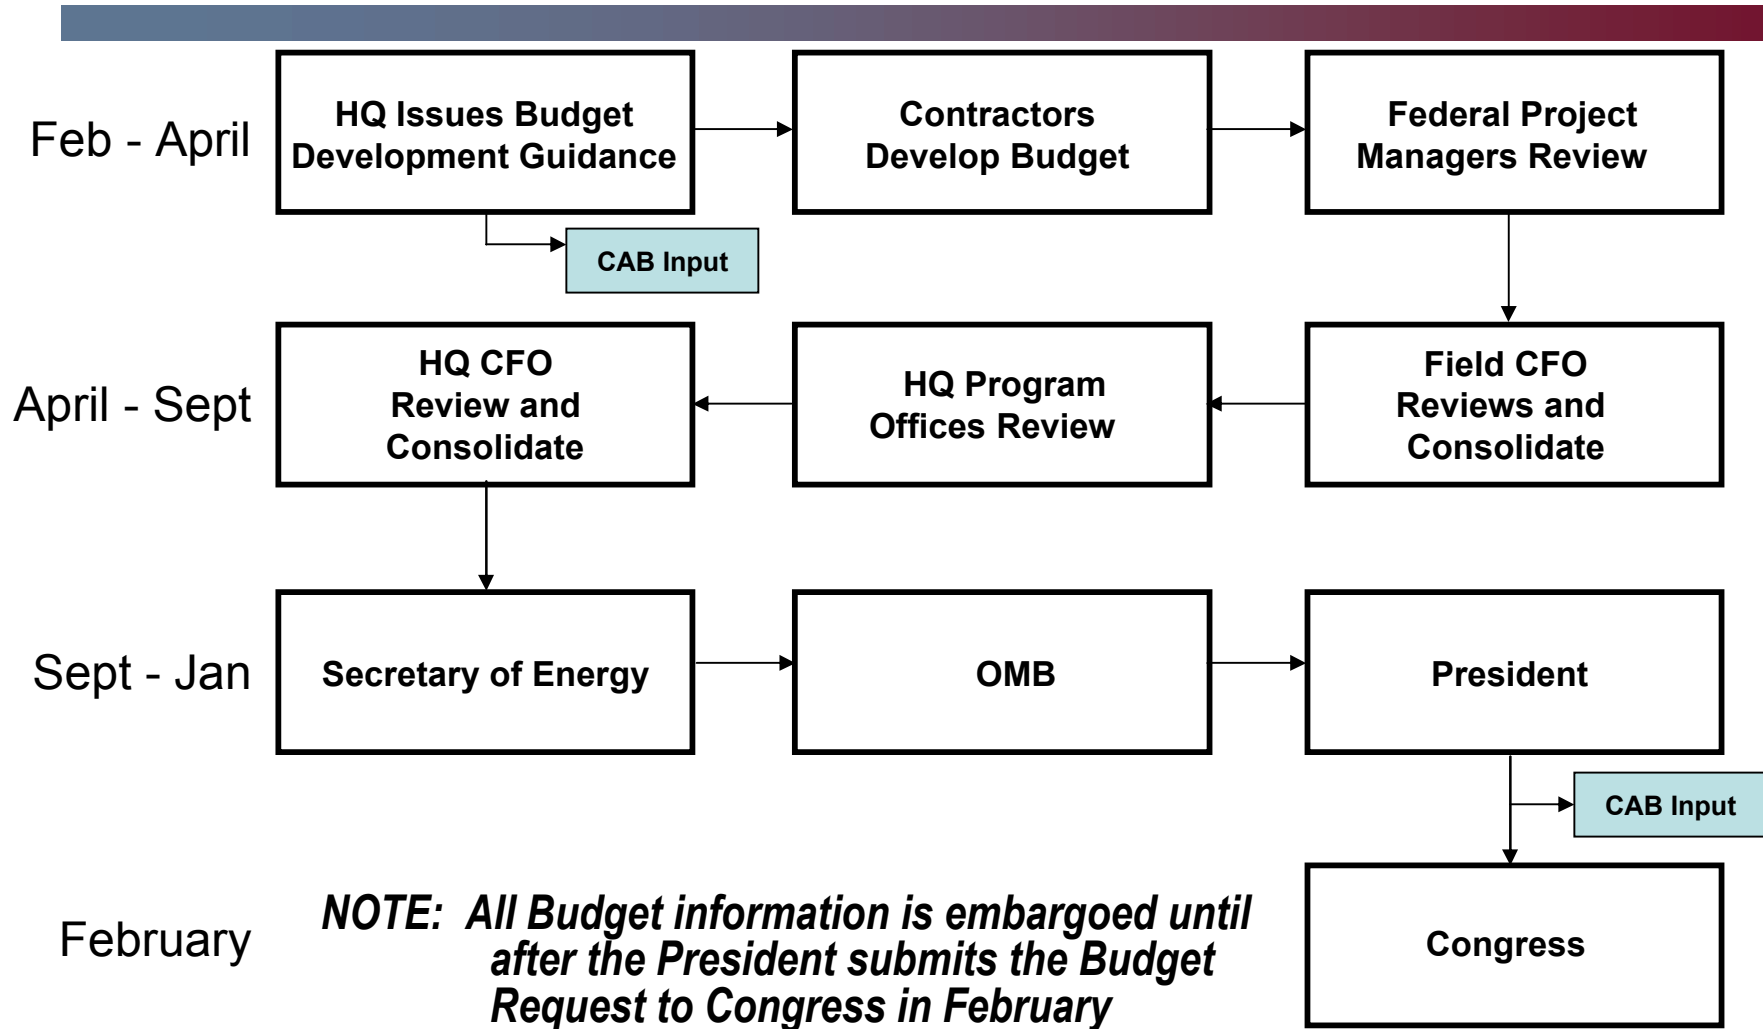 Feb - April
HQ Issues Budget
Development Guidance
Contractors
Develop Budget
Federal Project
Managers Review
CAB Input
April - Sept
HQ CFO
Review and
Consolidate
HQ Program
Offices Review
Field CFO
Reviews and
Consolidate
Sept - Jan
Secretary of Energy
OMB
President
CAB Input
February
NOTE: All Budget information is embargoed until
after the President submits the Budget
Request to Congress in February
Congress